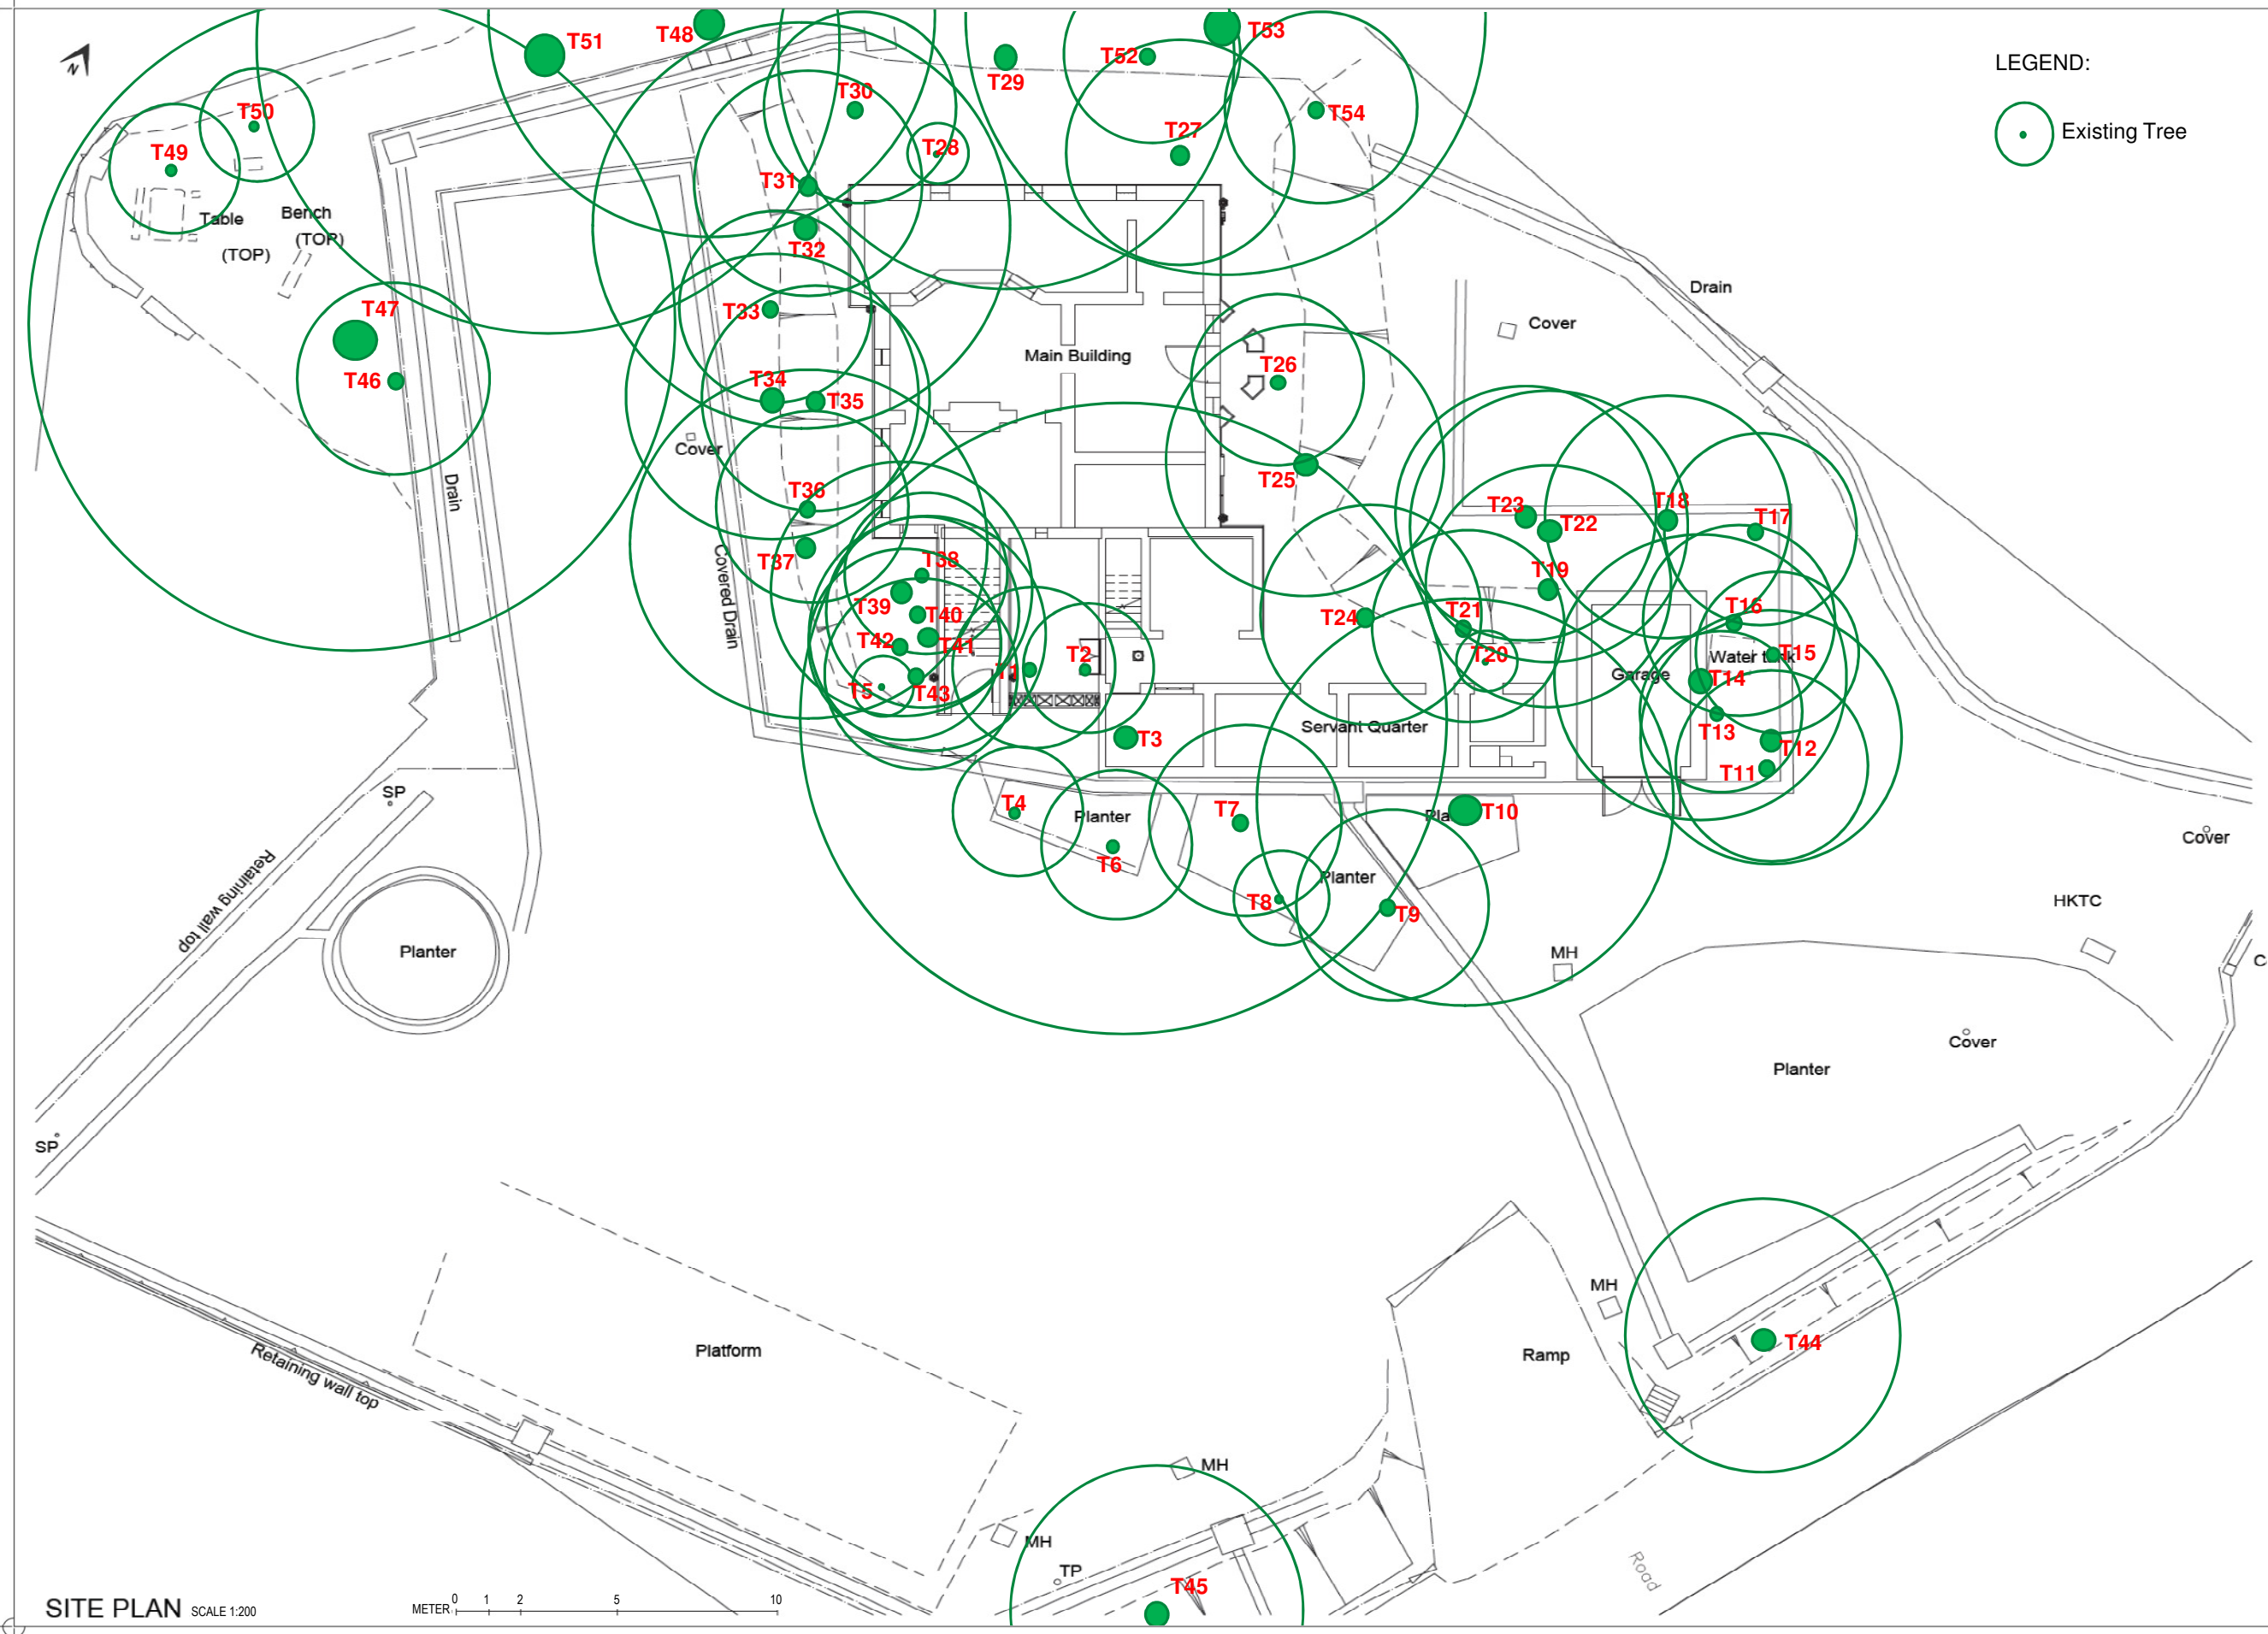 T48
T51
T53
T52
T29
LEGEND:
N
T50
T30
T54
T27
Existing Tree
T49
T28
T31
Table
Bench
(TOP)
(TOP)
T32
Drain
T47
T33
Cover
Main Building
T46
T26
T34
T35
Cover
T25
Drain
T36
T23
T18
T17
T22
T37
T38
Covered Drain
T19
T39
T40
T24
T21
T16
T42
T41
T1
T2
T20
Water tank
T15
Garage
T14
T5
T43
T13
Servant Quarter
T3
T12
T11
SP
T4
Planter
T7
T10
Cover
T6
Planter
T8
T9
HKTC
Retaining wall top
Planter
MH
Cover
Planter
SP
MH
T44
Retaining wall top
Platform
Ramp
MH
MH
TP
T45
Road
SITE PLAN SCALE 1:200
METER 0 1 2 5 10